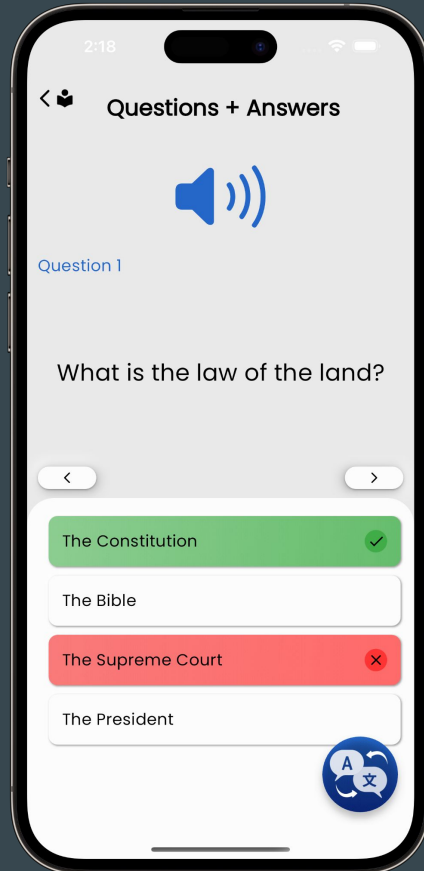 2:18
Questions + Answers
Question 1
What is the law of the land?
The Constitution
The Bible
The Supreme Court
The President
A
文